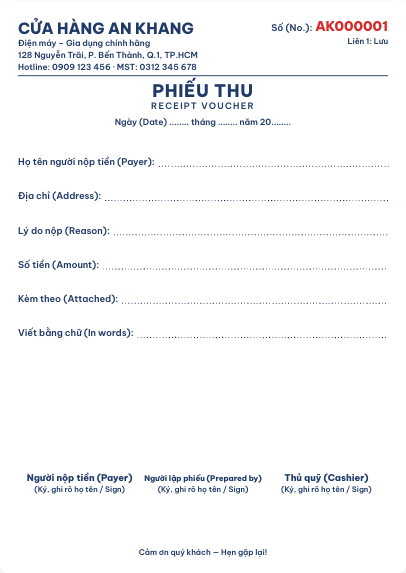 CỬA HÀNG AN KHANG
Điện máy – Gia dụng chính hãng
128 Nguyễn Trãi, P. Bến Thành, Q.1, TP.HCM
Hotline: 0909 123 456 · MST: 0312 345 678
Số (No.): AK000001
Liên 1: Lưu
PHIẾU THU
RECEIPT VOUCHER
Ngày (Date) ........ tháng ........ năm 20........
Họ tên người nộp tiền (Payer):
Địa chỉ (Address):
Lý do nộp (Reason):
Số tiền (Amount):
Kèm theo (Attached):
Viết bằng chữ (In words):
Người nộp tiền (Payer) Người lập phiếu (Prepared by) Thủ quỹ (Cashier)
(Ký, ghi rõ họ tên / Sign) (Ký, ghi rõ họ tên / Sign) (Ký, ghi rõ họ tên / Sign)
Cảm ơn quý khách — Hẹn gặp lại!